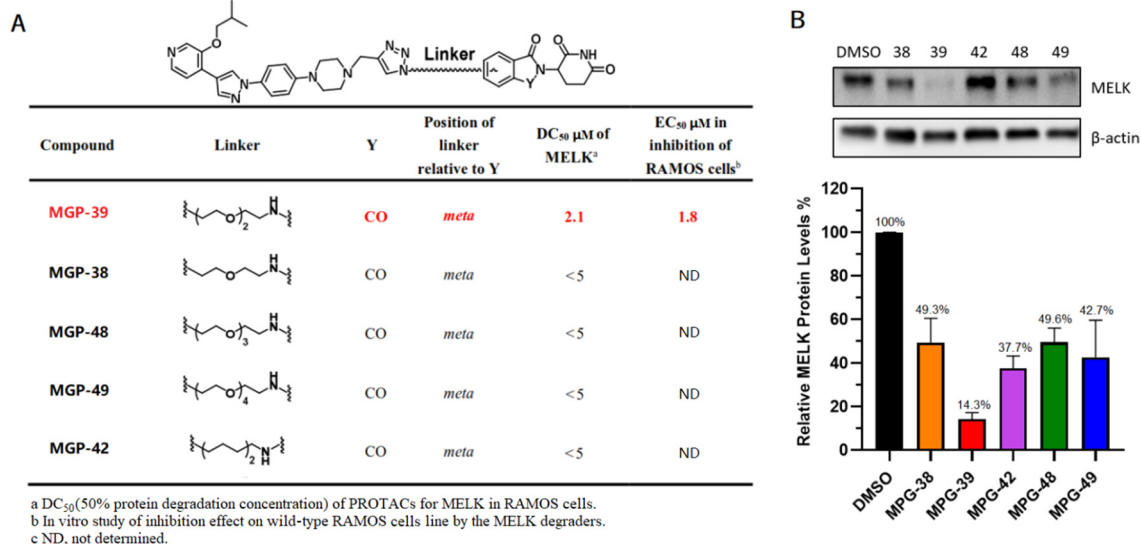 A
N
O
N
N
N
N
N
N
N
N
Linker
O
N
Y
O
NH
O
Compound
Linker
Y
Position of
linker
relative to Y
DC50 µM of
MELKa
EC50 µM in
inhibition of
RAMOS cellsb
MGP-39
O
2
H
N
CO
meta
2.1
1.8
MGP-38
O
H
N
CO
meta
<5
ND
MGP-48
O
3
H
N
CO
meta
<5
ND
MGP-49
O
4
H
N
CO
meta
<5
ND
MGP-42
2
N
H
CO
meta
<5
ND
a DC50(50% protein degradation concentration) of PROTACs for MELK in RAMOS cells.
b In vitro study of inhibition effect on wild-type RAMOS cells line by the MELK degraders.
c ND, not determined.
B
DMSO 38 39 42 48 49
MELK
β-actin
Relative MELK Protein Levels %
120
100
80
60
40
20
0
100%
49.3%
14.3%
37.7%
49.6%
42.7%
DMSO
MPG-38
MPG-39
MPG-42
MPG-48
MPG-49